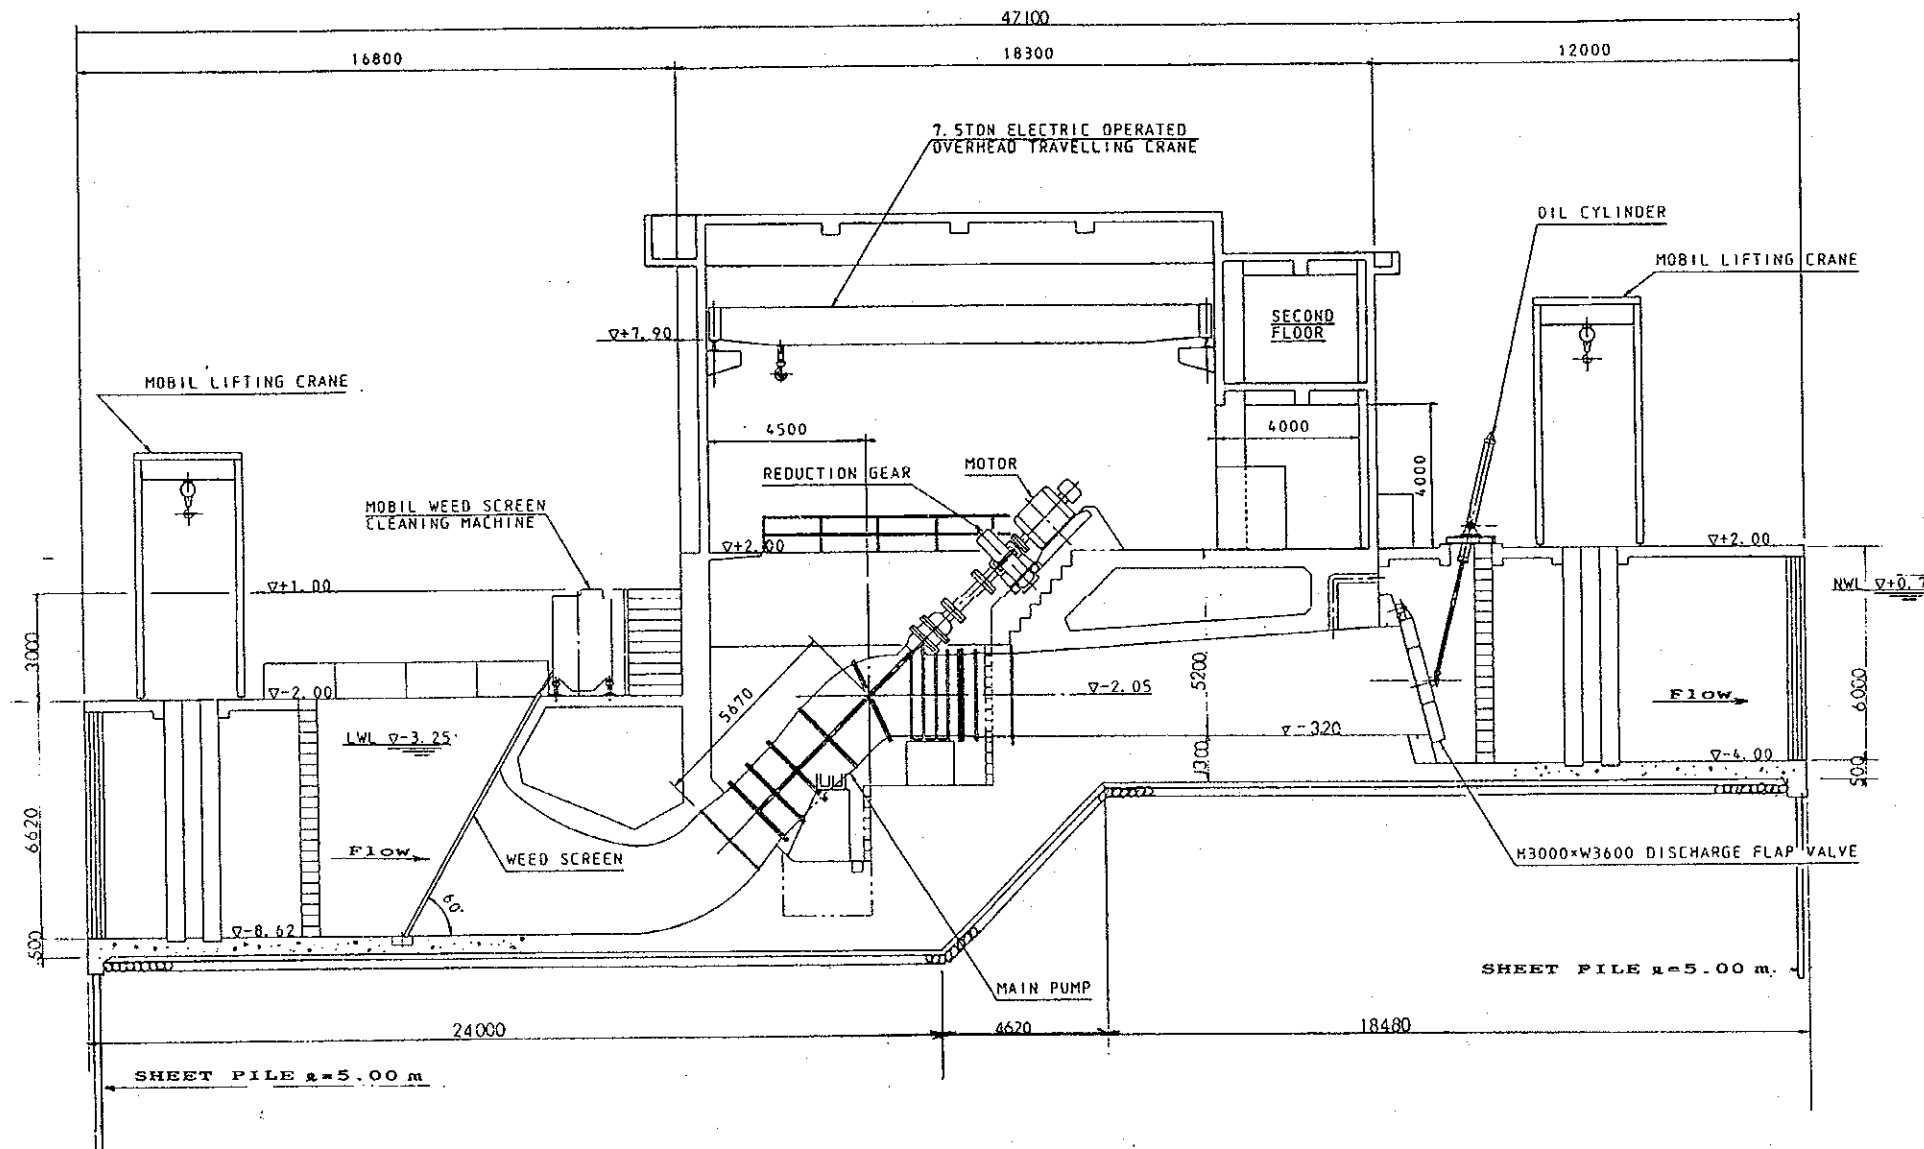 47100
16800
18300
12000
7.5TON ELECTRIC OPERATED
OVERHEAD TRAVELLING CRANE
OIL CYLINDER
MOBIL LIFTING CRANE
SECOND
FLOOR
▽+7.90
MOBIL LIFTING CRANE
4500
4000
4000
REDUCTION GEAR
MOTOR
MOBIL WEED SCREEN
CLEANING MACHINE
▽+2.00
▽+2.00
▽+1.00
NWL ▽+0.7
3000
5670
▽-2.00
▽-2.05
5200
Flow
6000
LWL ▽-3.25
▽-320
▽-4.00
1300
500
6620
Flow
WEED SCREEN
H3000×W3600 DISCHARGE FLAP VALVE
60°
▽-8.62
500
MAIN PUMP
SHEET PILE ℓ=5.00 m
24000
4620
18480
SHEET PILE ℓ=5.00 m